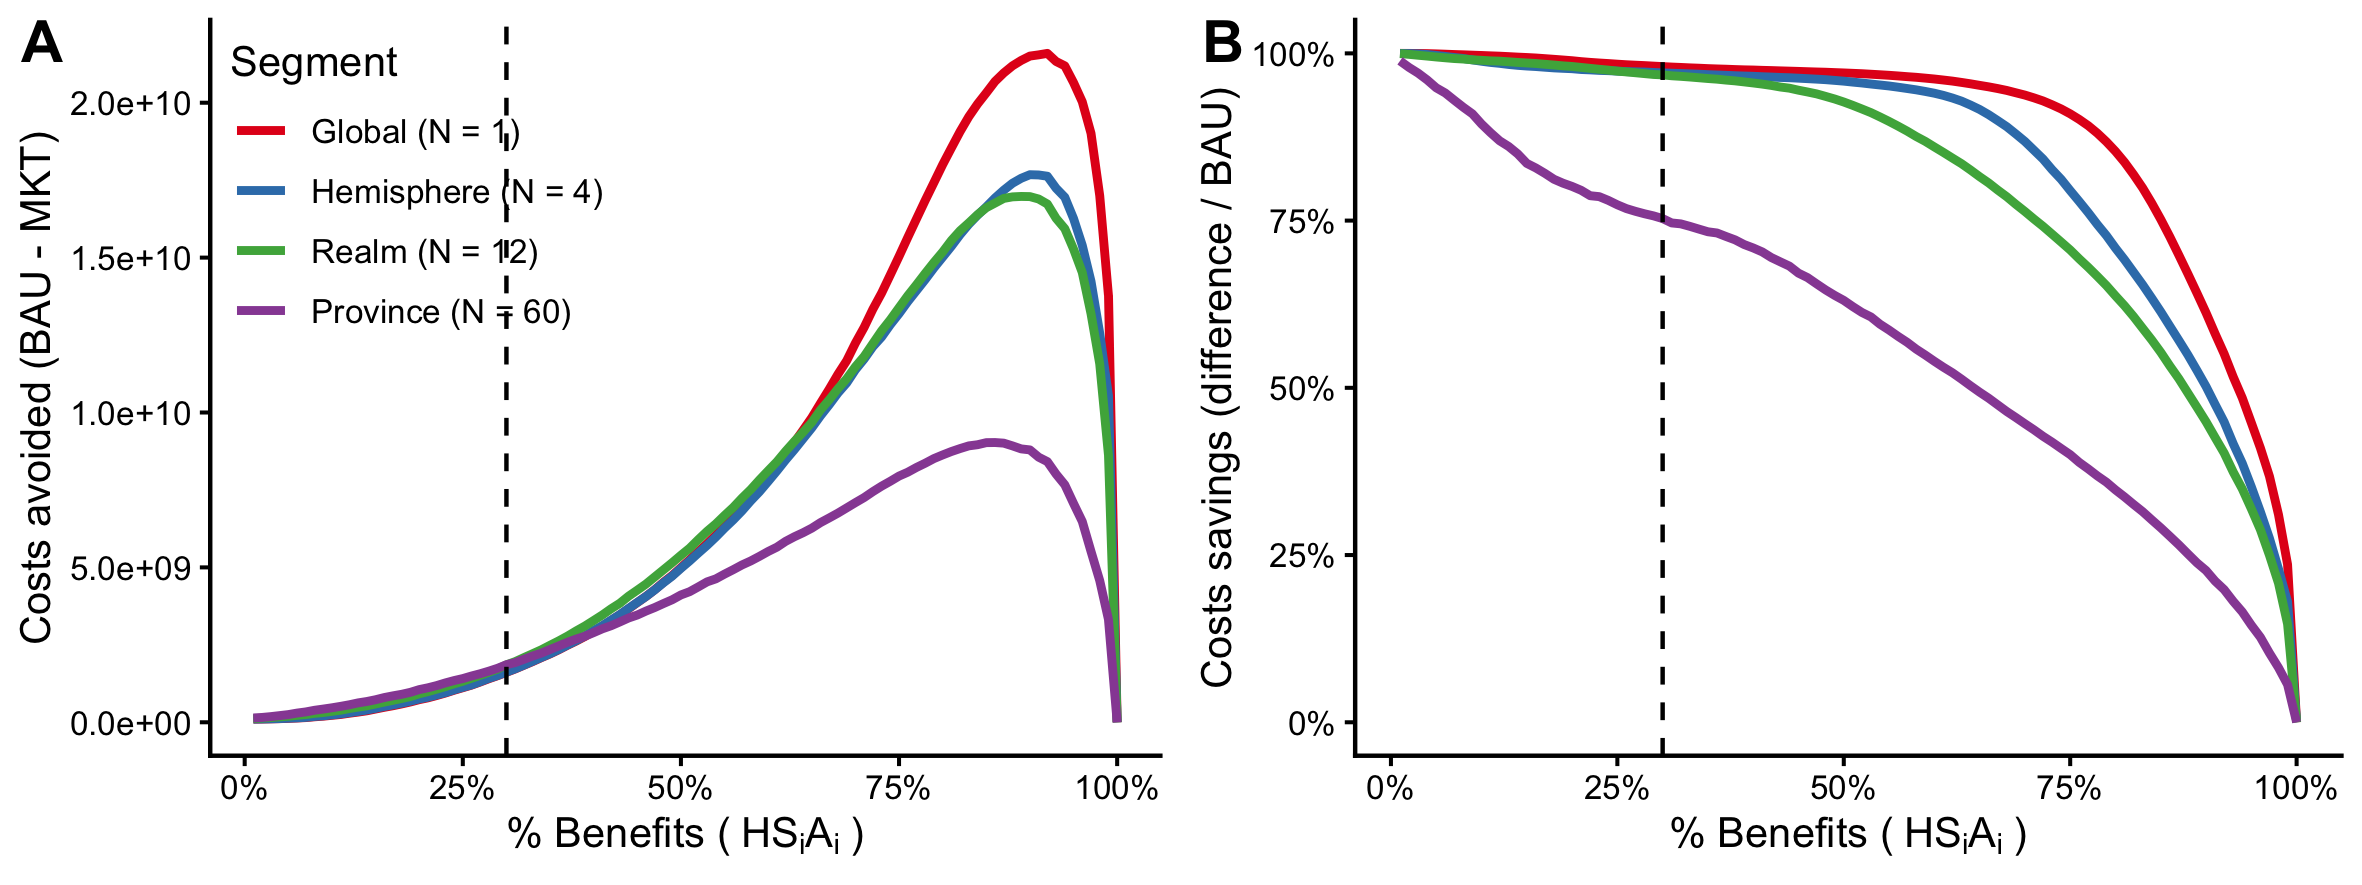 A
Segment
Global (N = 1)
Hemisphere (N = 4)
Realm (N = 12)
Province (N = 60)
Costs avoided (BAU - MKT)
2.0e+10
1.5e+10
1.0e+10
5.0e+09
0.0e+00
0%
25%
50%
75%
100%
% Benefits ( HSiAi )
B
Costs savings (difference / BAU)
100%
75%
50%
25%
0%
0%
25%
50%
75%
100%
% Benefits ( HSiAi )